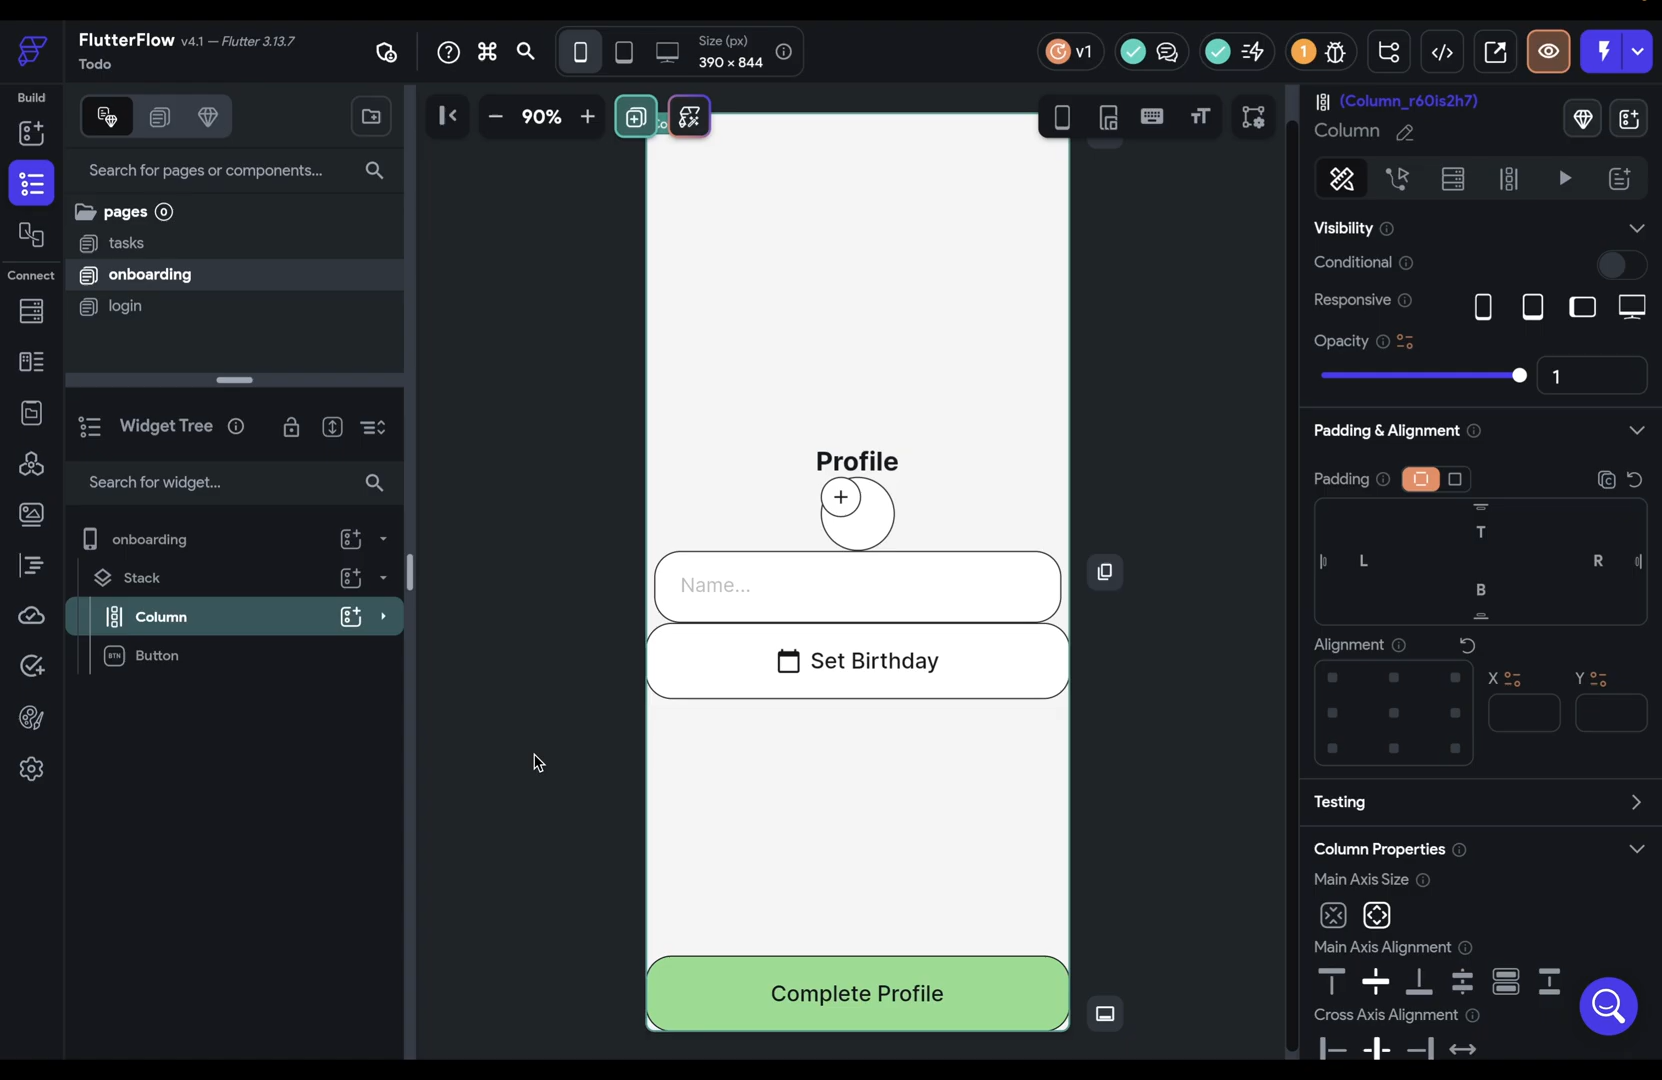 FlutterFlow v4.1 — Flutter 3.13.7
Todo
Size (px)
390 × 844
v1
1
Build
Connect
Search for pages or components...
pages 0
tasks
onboarding
login
Widget Tree
Search for widget...
onboarding
Stack
Column
BTN Button
90%
Co
Profile
Name...
Set Birthday
Complete Profile
(Column_r60is2h7)
Column
Visibility
Conditional
Responsive
Opacity
1
Padding & Alignment
Padding
T
L
R
B
Alignment
X
Y
Testing
Column Properties
Main Axis Size
Main Axis Alignment
Cross Axis Alignment